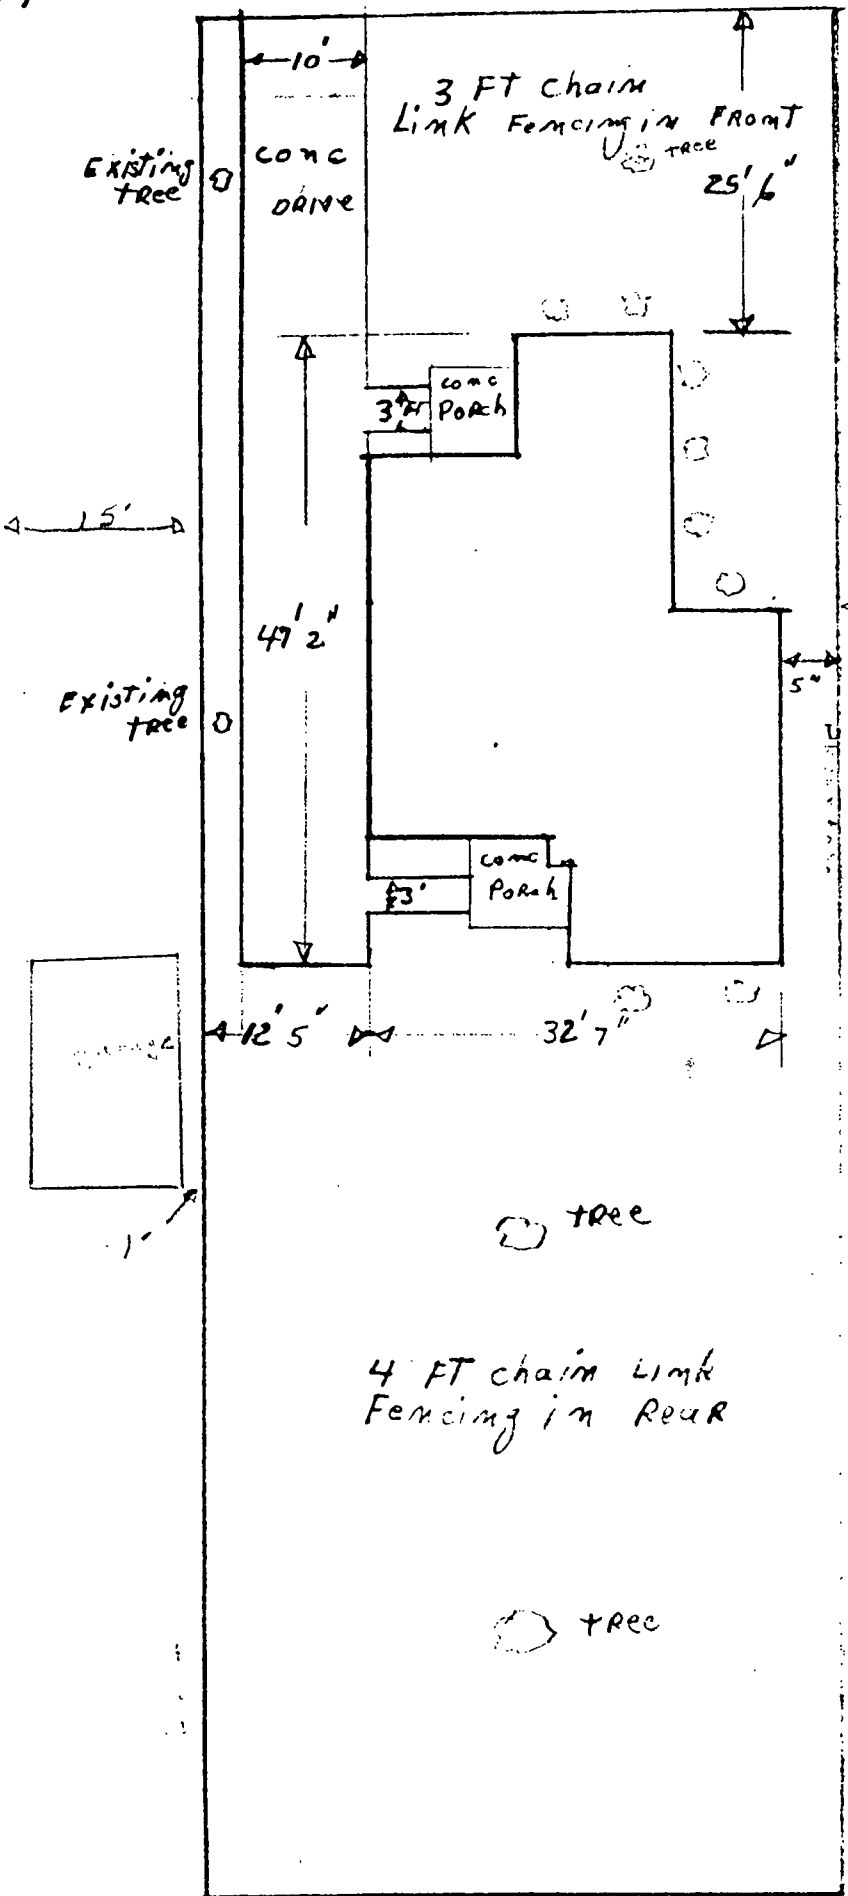 10'
3 FT Chain
Link Fencing in FRONT
tree
Existing
tree
conc
DRIVE
25' 6"
conc
Porch
3 FT
15'
49' 2"
5"
Existing
tree
conc
Porch
3'
Garage
12' 5"
32' 7"
1'
tree
4 FT chain Link
Fencing in Rear
tree